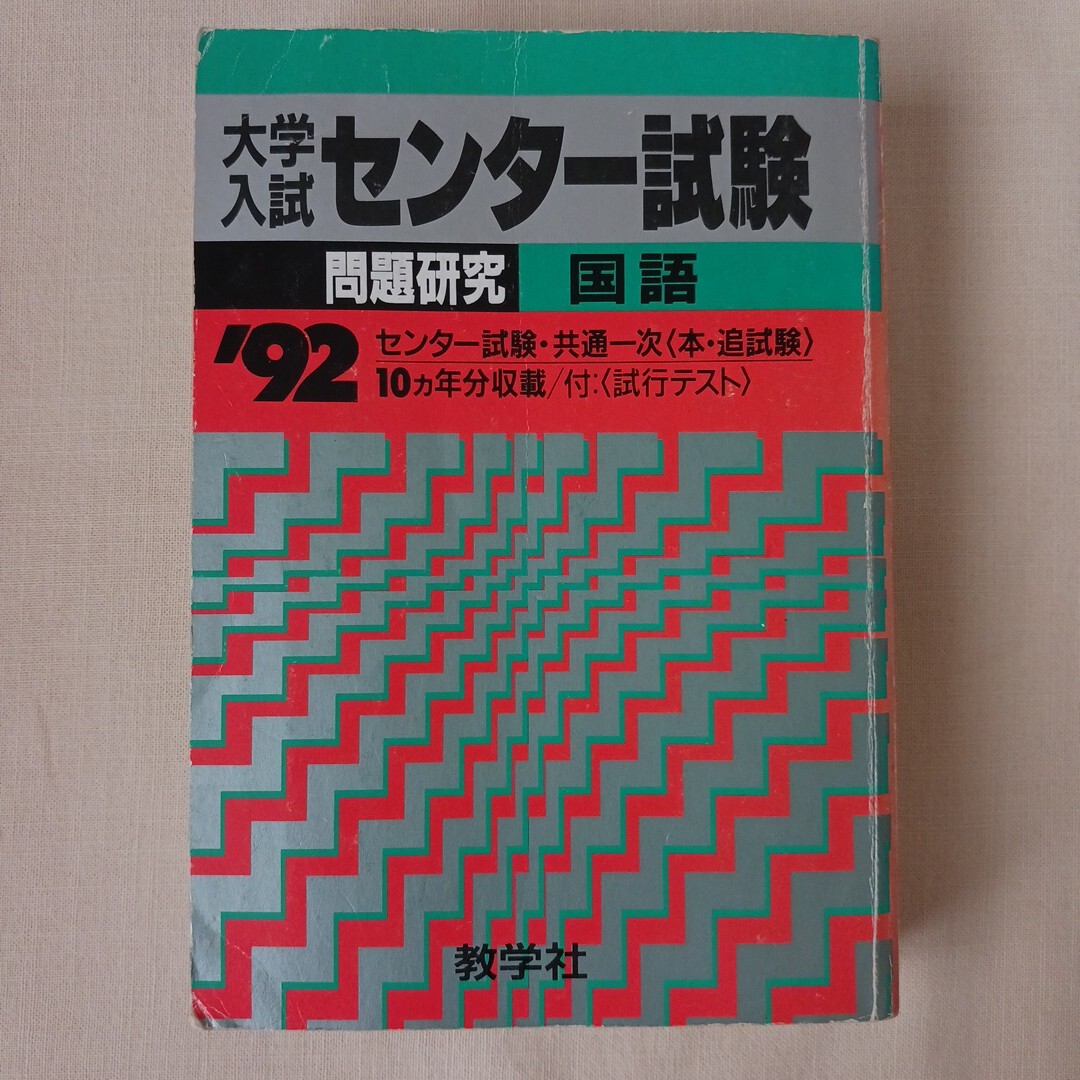 大学入試センター試験
問題研究 国語
'92 センター試験・共通一次〈本・追試験〉
10ヵ年分収載/付:〈試行テスト〉
教学社